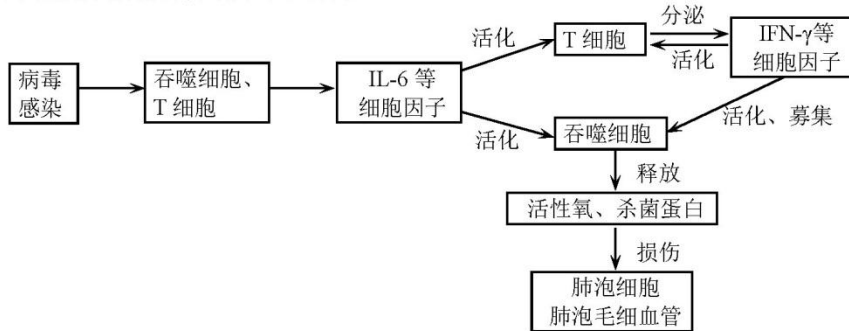 病毒
感染
吞噬细胞、
T 细胞
IL-6 等
细胞因子
活化
T 细胞
分泌
活化
IFN-γ等
细胞因子
活化
吞噬细胞
活化、募集
释放
活性氧、杀菌蛋白
损伤
肺泡细胞
肺泡毛细血管